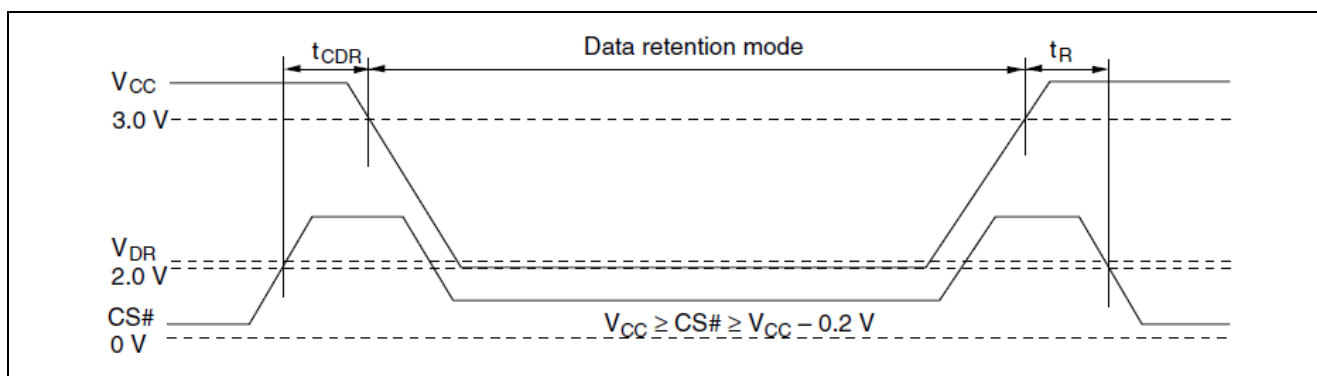 tCDR
Data retention mode
tR
VCC
3.0 V
VDR
2.0 V
CS#
VCC ≥ CS# ≥ VCC – 0.2 V
0 V